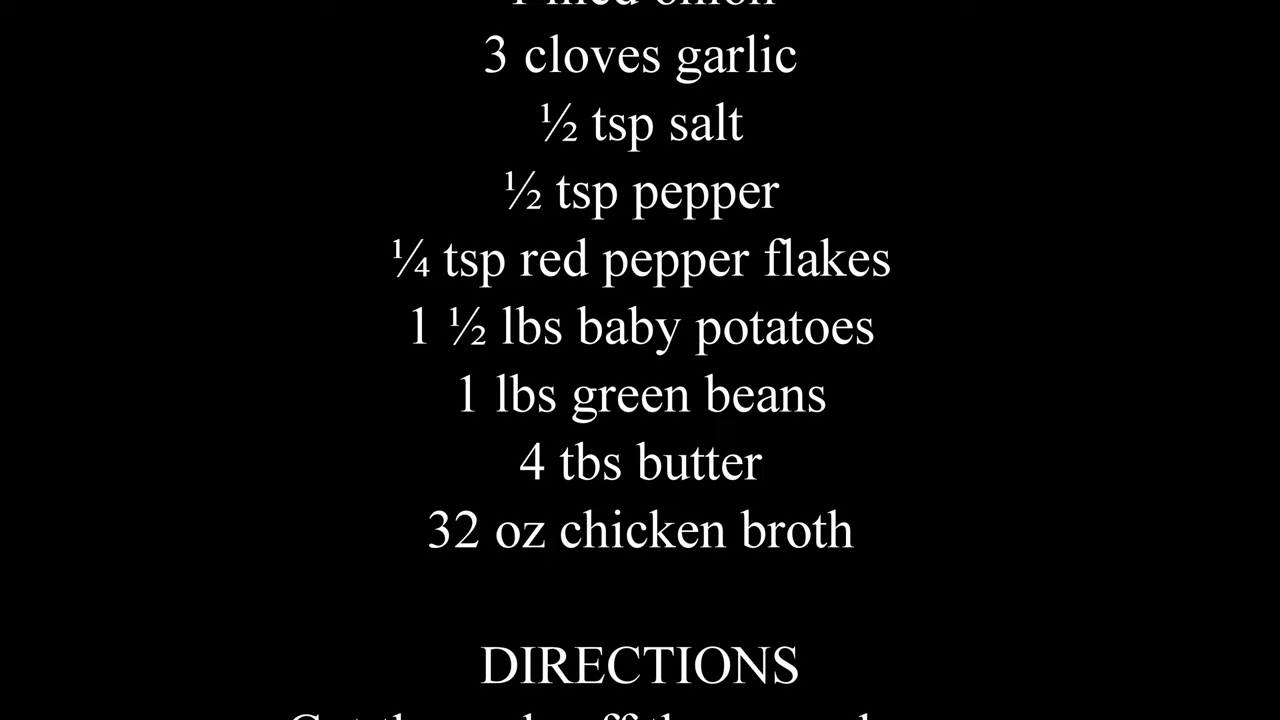 1 med onion
3 cloves garlic
½ tsp salt
½ tsp pepper
¼ tsp red pepper flakes
1 ½ lbs baby potatoes
1 lbs green beans
4 tbs butter
32 oz chicken broth
DIRECTIONS